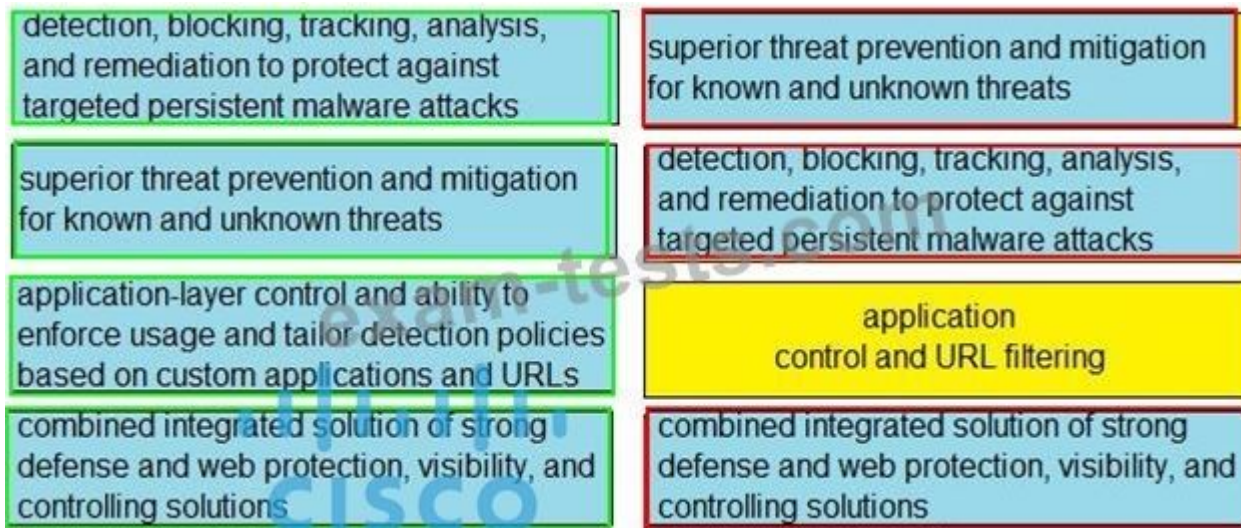 detection, blocking, tracking, analysis,
and remediation to protect against
targeted persistent malware attacks
superior threat prevention and mitigation
for known and unknown threats
superior threat prevention and mitigation
for known and unknown threats
detection, blocking, tracking, analysis,
and remediation to protect against
targeted persistent malware attacks
application-layer control and ability to
enforce usage and tailor detection policies
based on custom applications and URLs
application
control and URL filtering
combined integrated solution of strong
defense and web protection, visibility, and
controlling solutions
combined integrated solution of strong
defense and web protection, visibility, and
controlling solutions
exam-tests.com
CISCO